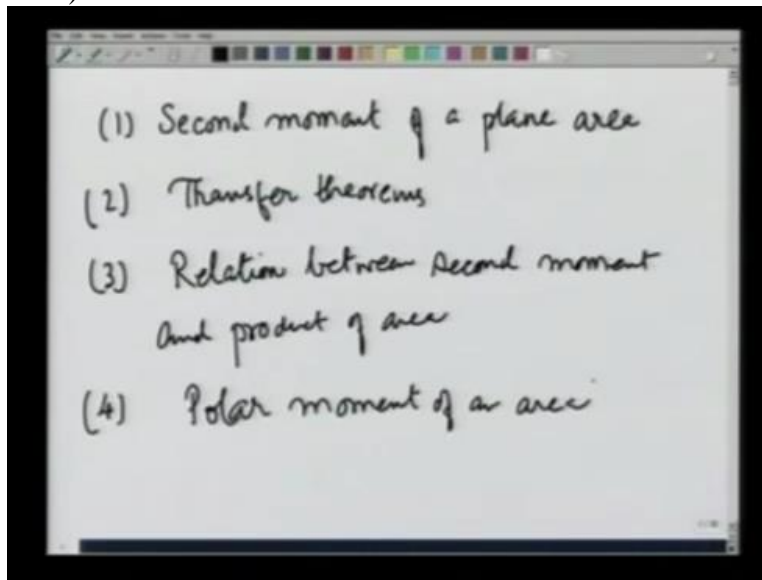 (1) Second moment of a plane area
(2) Transfer theorems
(3) Relation between second moment
and product of area
(4) Polar moment of an area